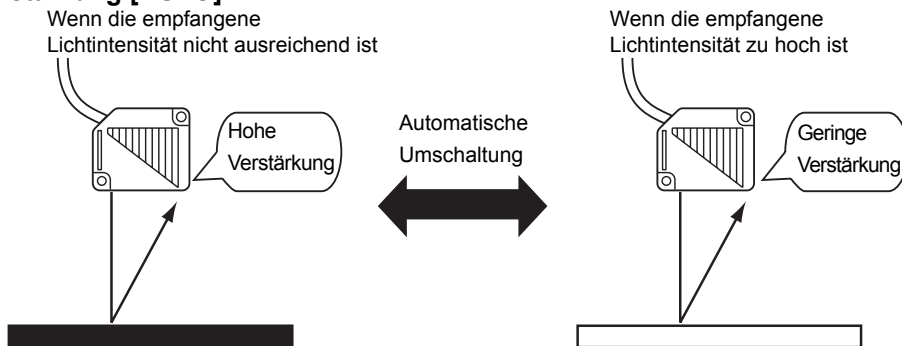 Wenn die empfangene
Lichtintensität nicht ausreichend ist
Hohe
Verstärkung
Automatische
Umschaltung
Wenn die empfangene
Lichtintensität zu hoch ist
Geringe
Verstärkung